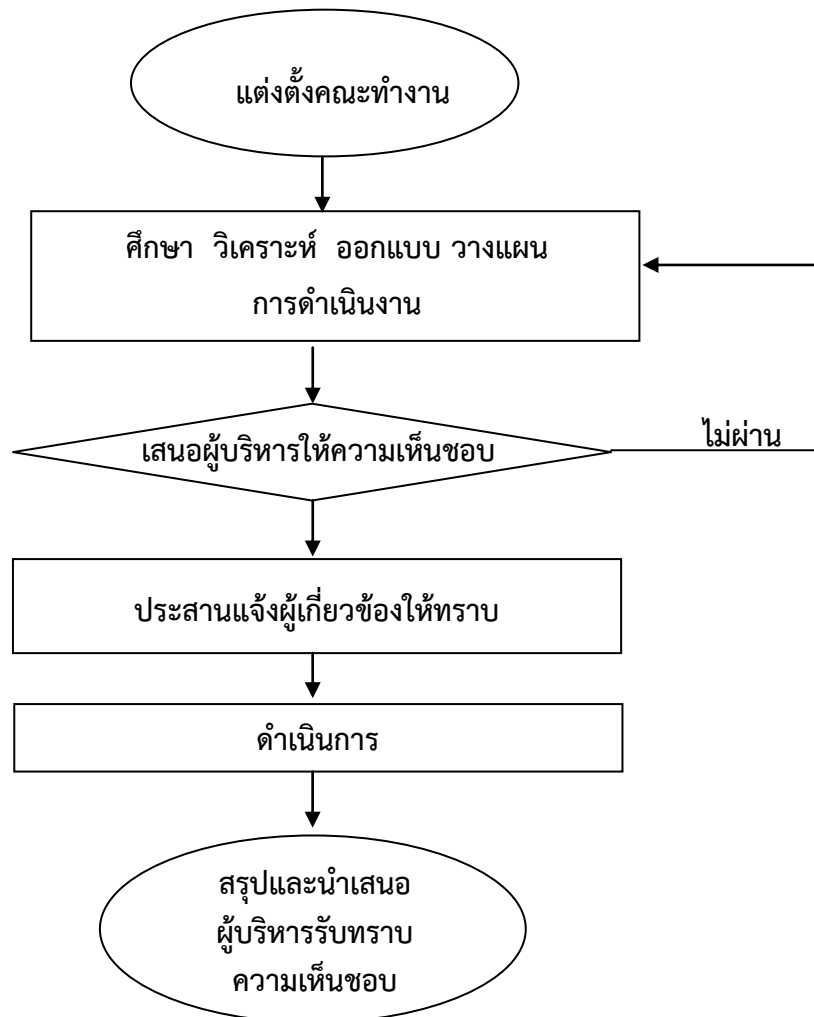 แต่งตั้งคณะทำงาน
ศึกษา วิเคราะห์ ออกแบบ วางแผน
การดำเนินงาน
เสนอผู้บริหารให้ความเห็นชอบ
ไม่ผ่าน
ประสานแจ้งผู้เกี่ยวข้องให้ทราบ
ดำเนินการ
สรุปและนำเสนอ
ผู้บริหารรับทราบ
ความเห็นชอบ